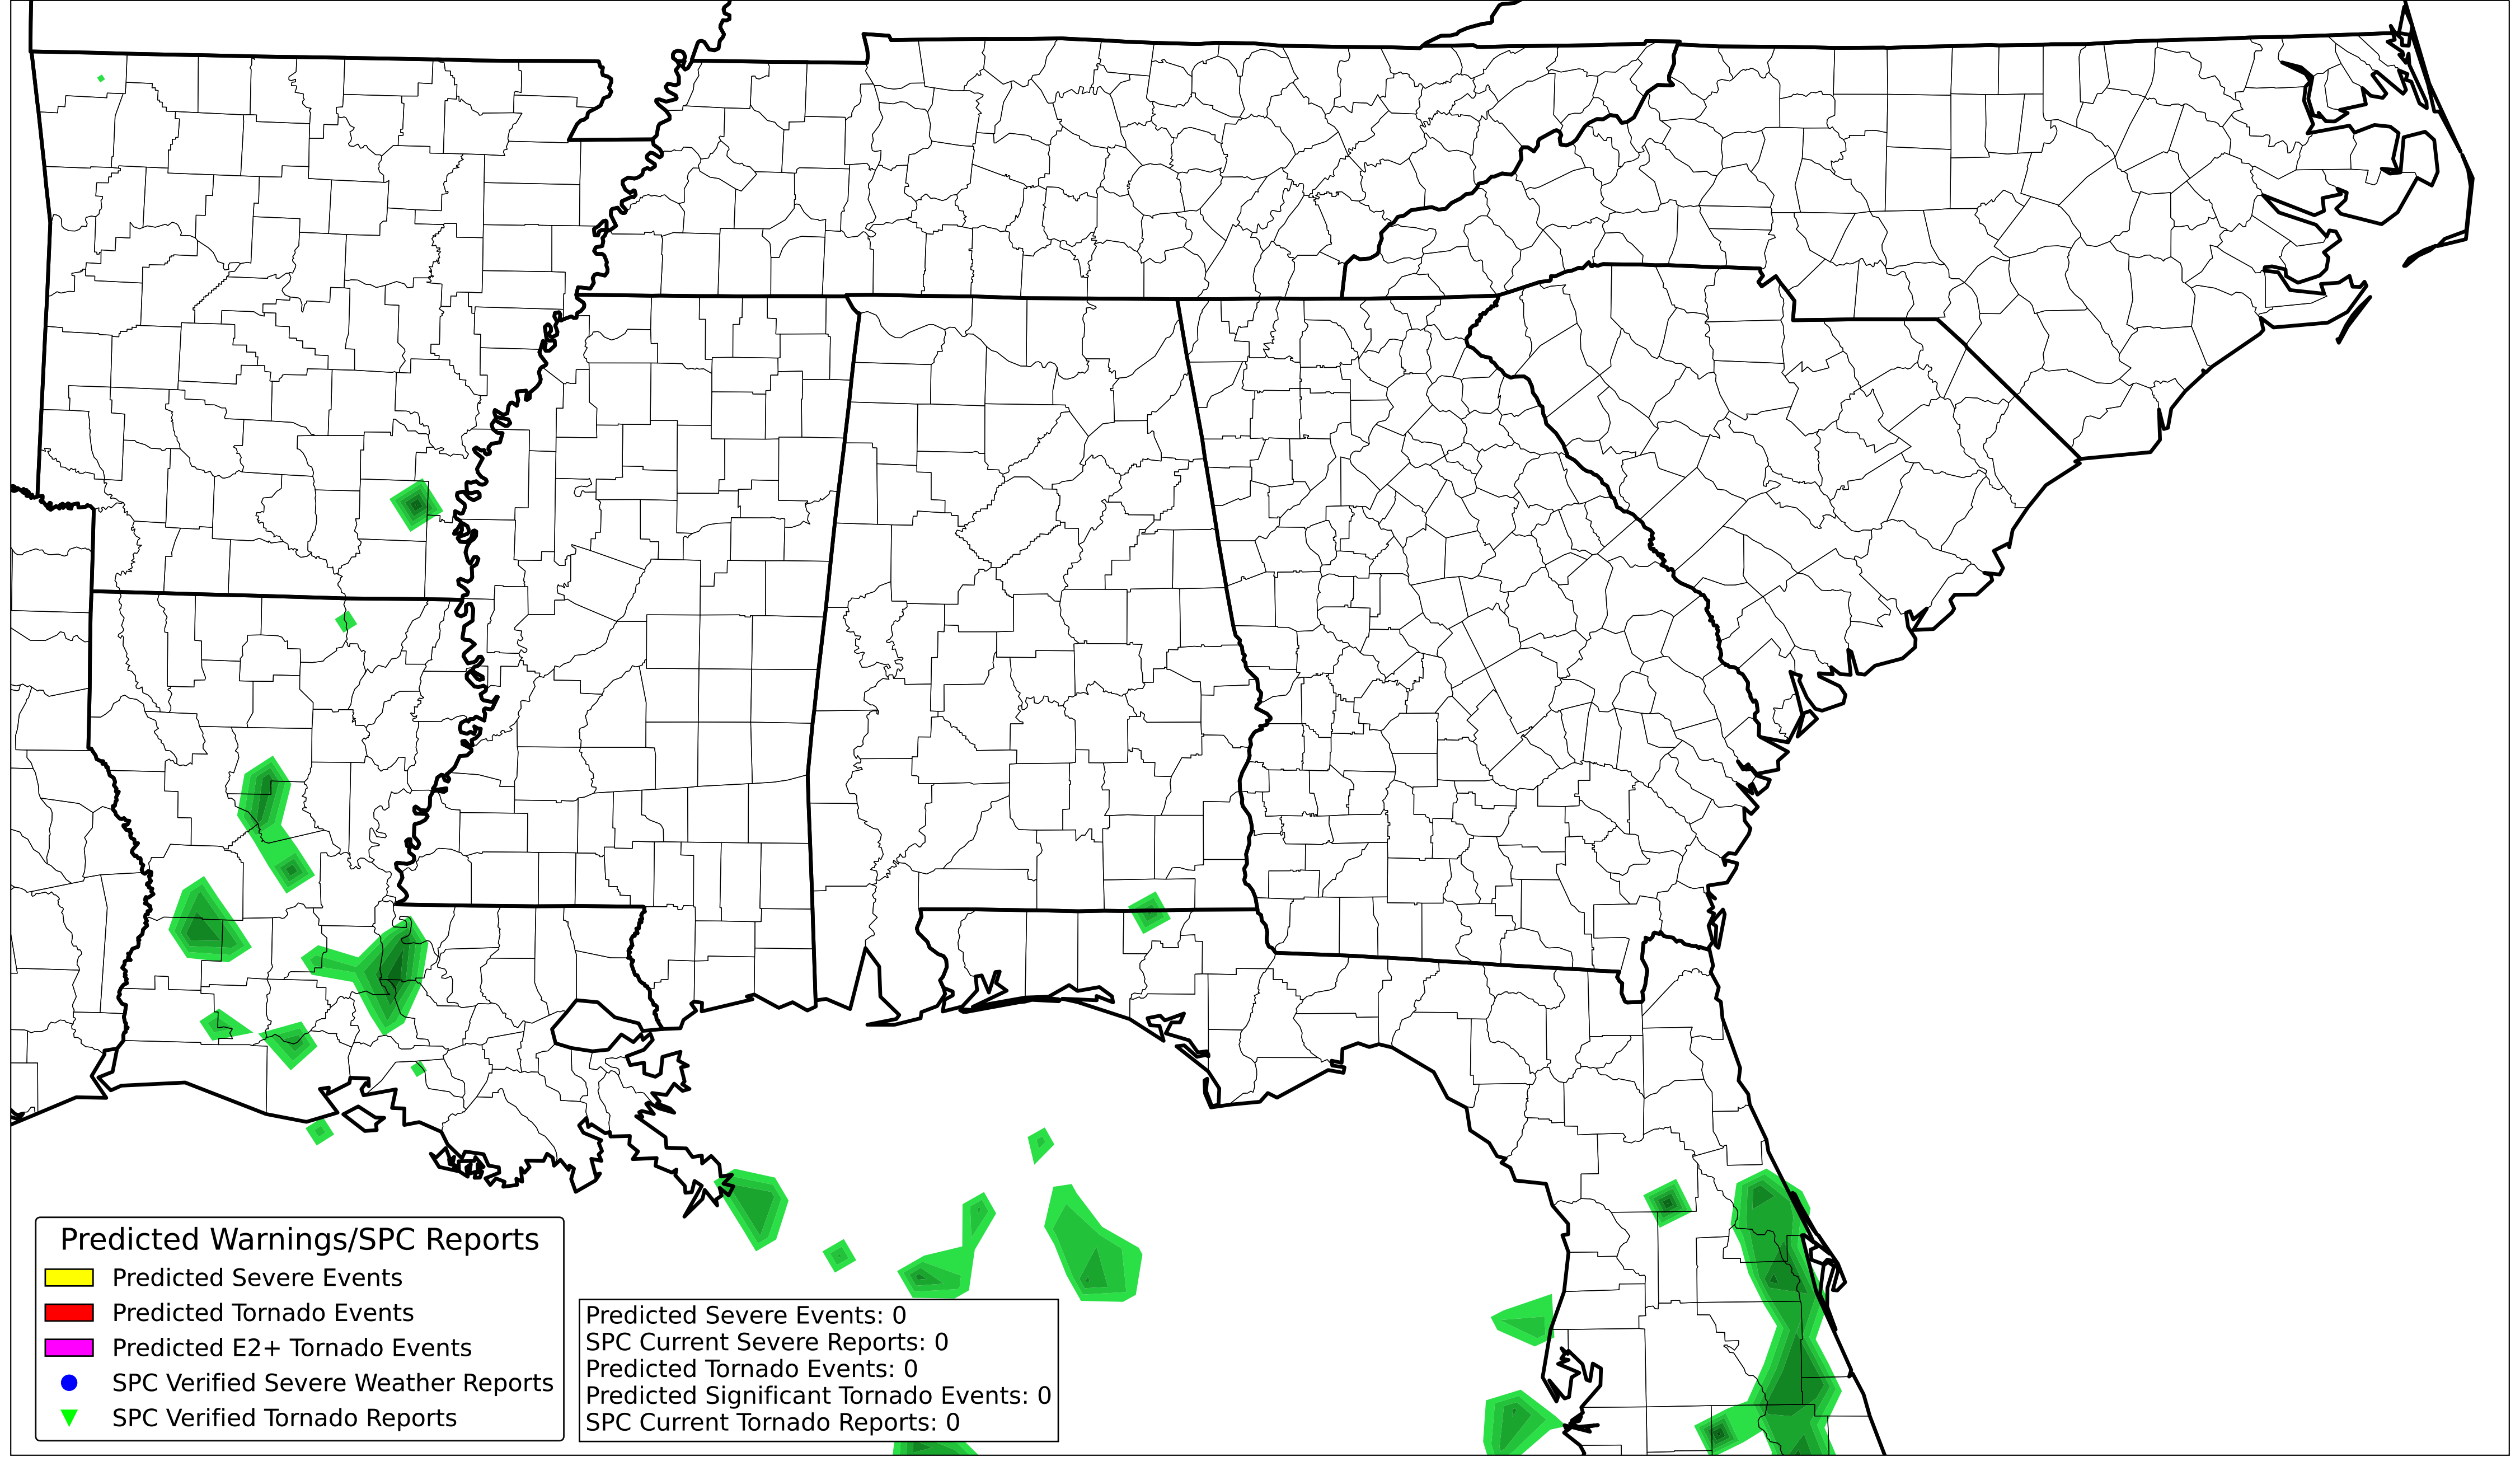 Predicted Warnings/SPC Reports
Predicted Severe Events
Predicted Tornado Events
Predicted E2+ Tornado Events
SPC Verified Severe Weather Reports
SPC Verified Tornado Reports
Predicted Severe Events: 0
SPC Current Severe Reports: 0
Predicted Tornado Events: 0
Predicted Significant Tornado Events: 0
SPC Current Tornado Reports: 0